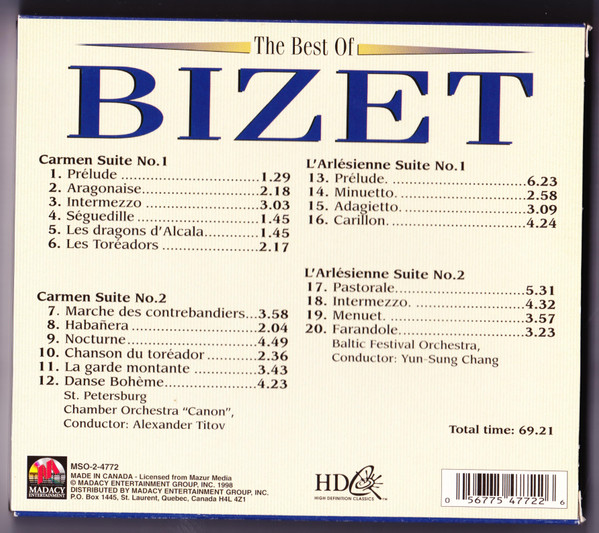 The Best Of
BIZET
Carmen Suite No.1
1. Prélude ........................1.29
2. Aragonaise........................2.18
3. Intermezzo ........................3.03
4. Séguedille ........................1.45
5. Les dragons d'Alcala............1.45
6. Les Toreadors ....................2.17
Carmen Suite No.2
7. Marche des contrebandiers...3.58
8. Habañera ........................2.04
9. Nocturne ........................4.49
10. Chanson du toréador ..........2.36
11. La garde montante ............3.43
12. Danse Bohème....................4.23
St. Petersburg
Chamber Orchestra "Canon",
Conductor: Alexander Titov
L'Arlésienne Suite No.1
13. Prélude. ........................6.23
14. Minuetto........................2.58
15. Adagietto........................3.09
16. Carillon........................4.24
L'Arlésienne Suite No.2
17. Pastorale........................5.31
18. Intermezzo. ....................4.32
19. Menuet. ........................3.57
20. Farandole........................3.23
Baltic Festival Orchestra,
Conductor: Yun-Sung Chang
Total time: 69.21
MADACY
ENTERTAINMENT
MSO-2-4772
MADE IN CANADA - Licensed from Mazur Media
© MADACY ENTERTAINMENT GROUP, INC. 1998
DISTRIBUTED BY MADACY ENTERTAINMENT GROUP, INC.
P.O. Box 1445, St. Laurent, Quebec, Canada H4L 4Z1
HDC
HIGH DEFINITION CLASSICS™
0 56775 47722 6